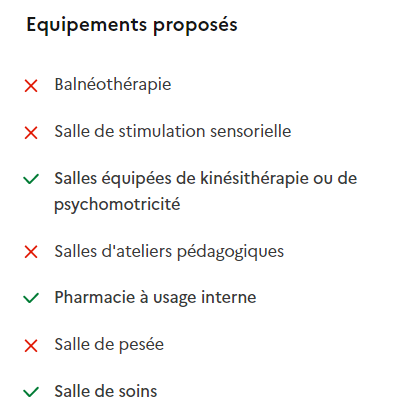 Equipements proposés
Balnéothérapie
Salle de stimulation sensorielle
Salles équipées de kinésithérapie ou de
psychomotricité
Salles d'ateliers pédagogiques
Pharmacie à usage interne
Salle de pesée
Salle de soins